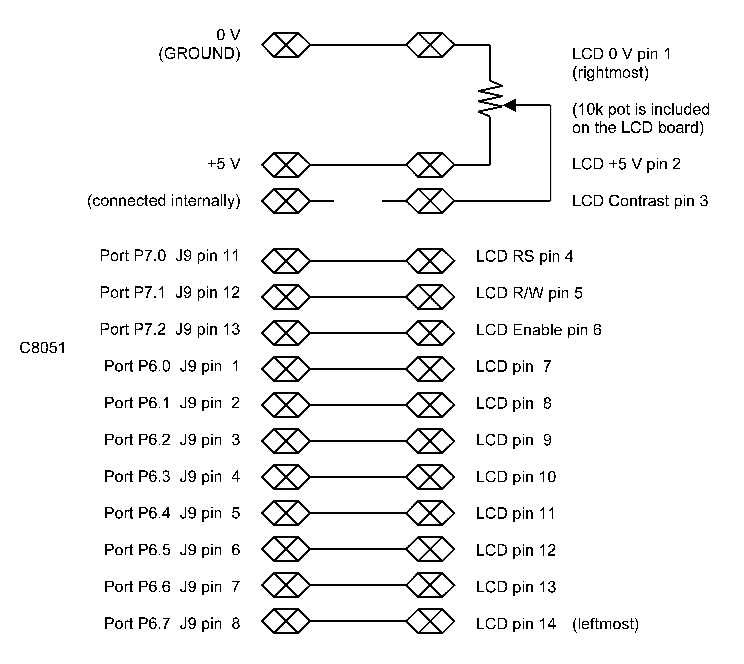 0 V
(GROUND)
LCD 0 V pin 1
(rightmost)
(10k pot is included
on the LCD board)
+5 V
LCD +5 V pin 2
(connected internally)
LCD Contrast pin 3
Port P7.0 J9 pin 11
LCD RS pin 4
Port P7.1 J9 pin 12
LCD R/W pin 5
Port P7.2 J9 pin 13
LCD Enable pin 6
C8051
Port P6.0 J9 pin 1
LCD pin 7
Port P6.1 J9 pin 2
LCD pin 8
Port P6.2 J9 pin 3
LCD pin 9
Port P6.3 J9 pin 4
LCD pin 10
Port P6.4 J9 pin 5
LCD pin 11
Port P6.5 J9 pin 6
LCD pin 12
Port P6.6 J9 pin 7
LCD pin 13
Port P6.7 J9 pin 8
LCD pin 14 (leftmost)